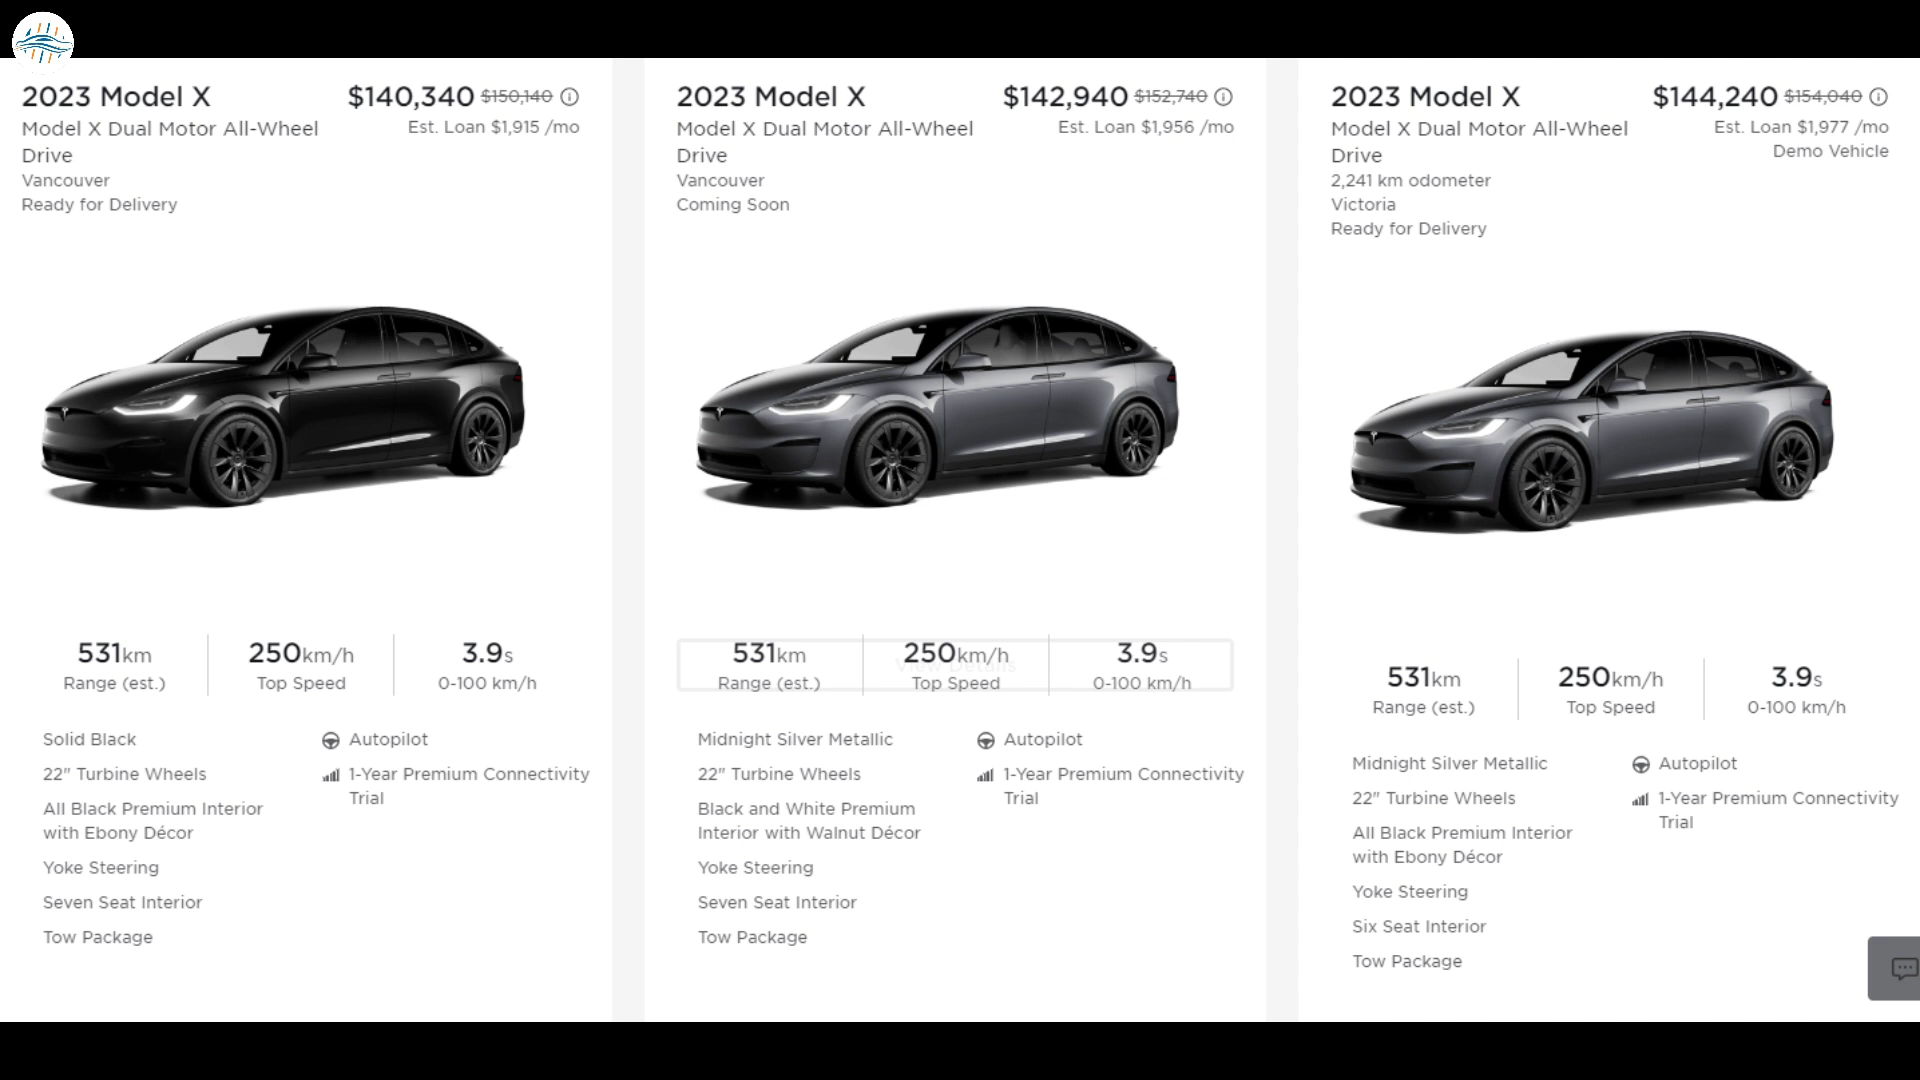 2023 Model X
$140,340 $150,140
Model X Dual Motor All-Wheel
Drive
Est. Loan $1,915 /mo
Vancouver
Ready for Delivery
531km
Range (est.)
250km/h
Top Speed
3.9s
0-100 km/h
Solid Black
22" Turbine Wheels
All Black Premium Interior
with Ebony Décor
Yoke Steering
Seven Seat Interior
Tow Package
Autopilot
1-Year Premium Connectivity
Trial
2023 Model X
$142,940 $152,740
Model X Dual Motor All-Wheel
Drive
Est. Loan $1,956 /mo
Vancouver
Coming Soon
531km
Range (est.)
250km/h
View Details
Top Speed
3.9s
0-100 km/h
Midnight Silver Metallic
22" Turbine Wheels
Black and White Premium
Interior with Walnut Décor
Yoke Steering
Seven Seat Interior
Tow Package
Autopilot
1-Year Premium Connectivity
Trial
2023 Model X
$144,240 $154,040
Model X Dual Motor All-Wheel
Drive
Est. Loan $1,977 /mo
Demo Vehicle
2,241 km odometer
Victoria
Ready for Delivery
531km
Range (est.)
250km/h
Top Speed
3.9s
0-100 km/h
Midnight Silver Metallic
22" Turbine Wheels
All Black Premium Interior
with Ebony Décor
Yoke Steering
Six Seat Interior
Tow Package
Autopilot
1-Year Premium Connectivity
Trial